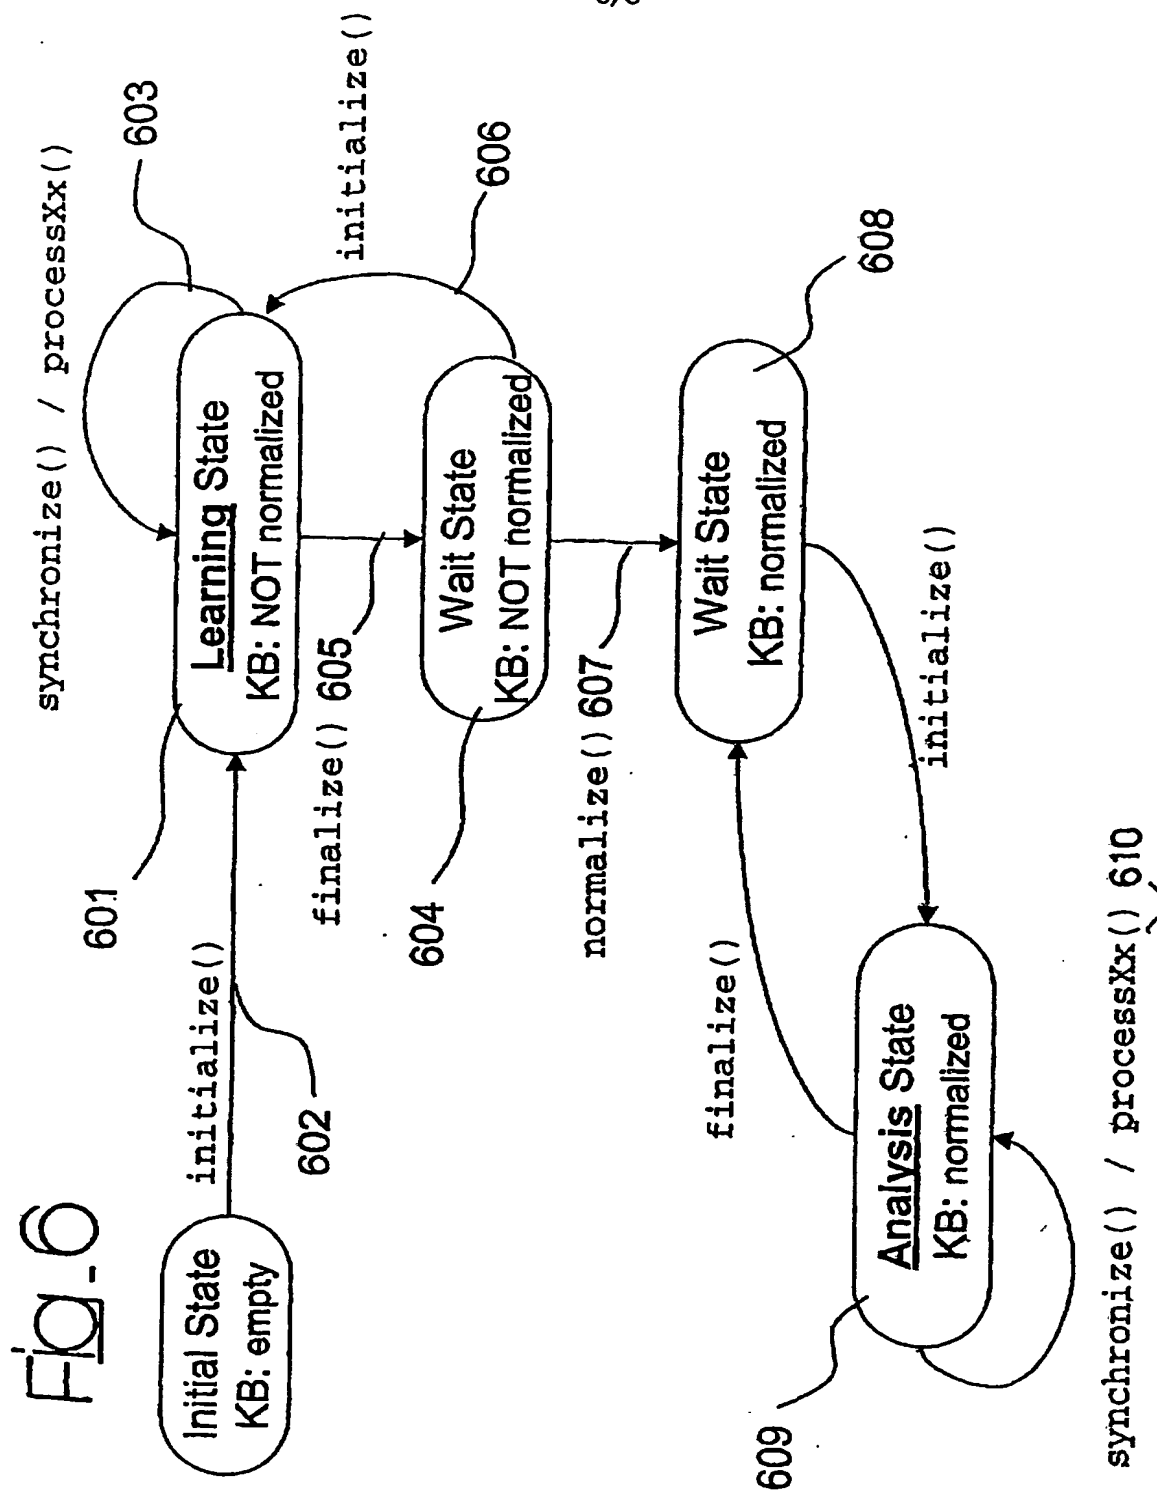 Fig. 6
synchronize() / processXx()
603
601
Initial State
KB: empty
initialize()
602
Learning State
KB: NOT normalized
initialize()
finalize() 605
606
604
Wait State
KB: NOT normalized
normalize() 607
608
Wait State
KB: normalized
finalize()
initialize()
609
Analysis State
KB: normalized
synchronize() / processXx() 610